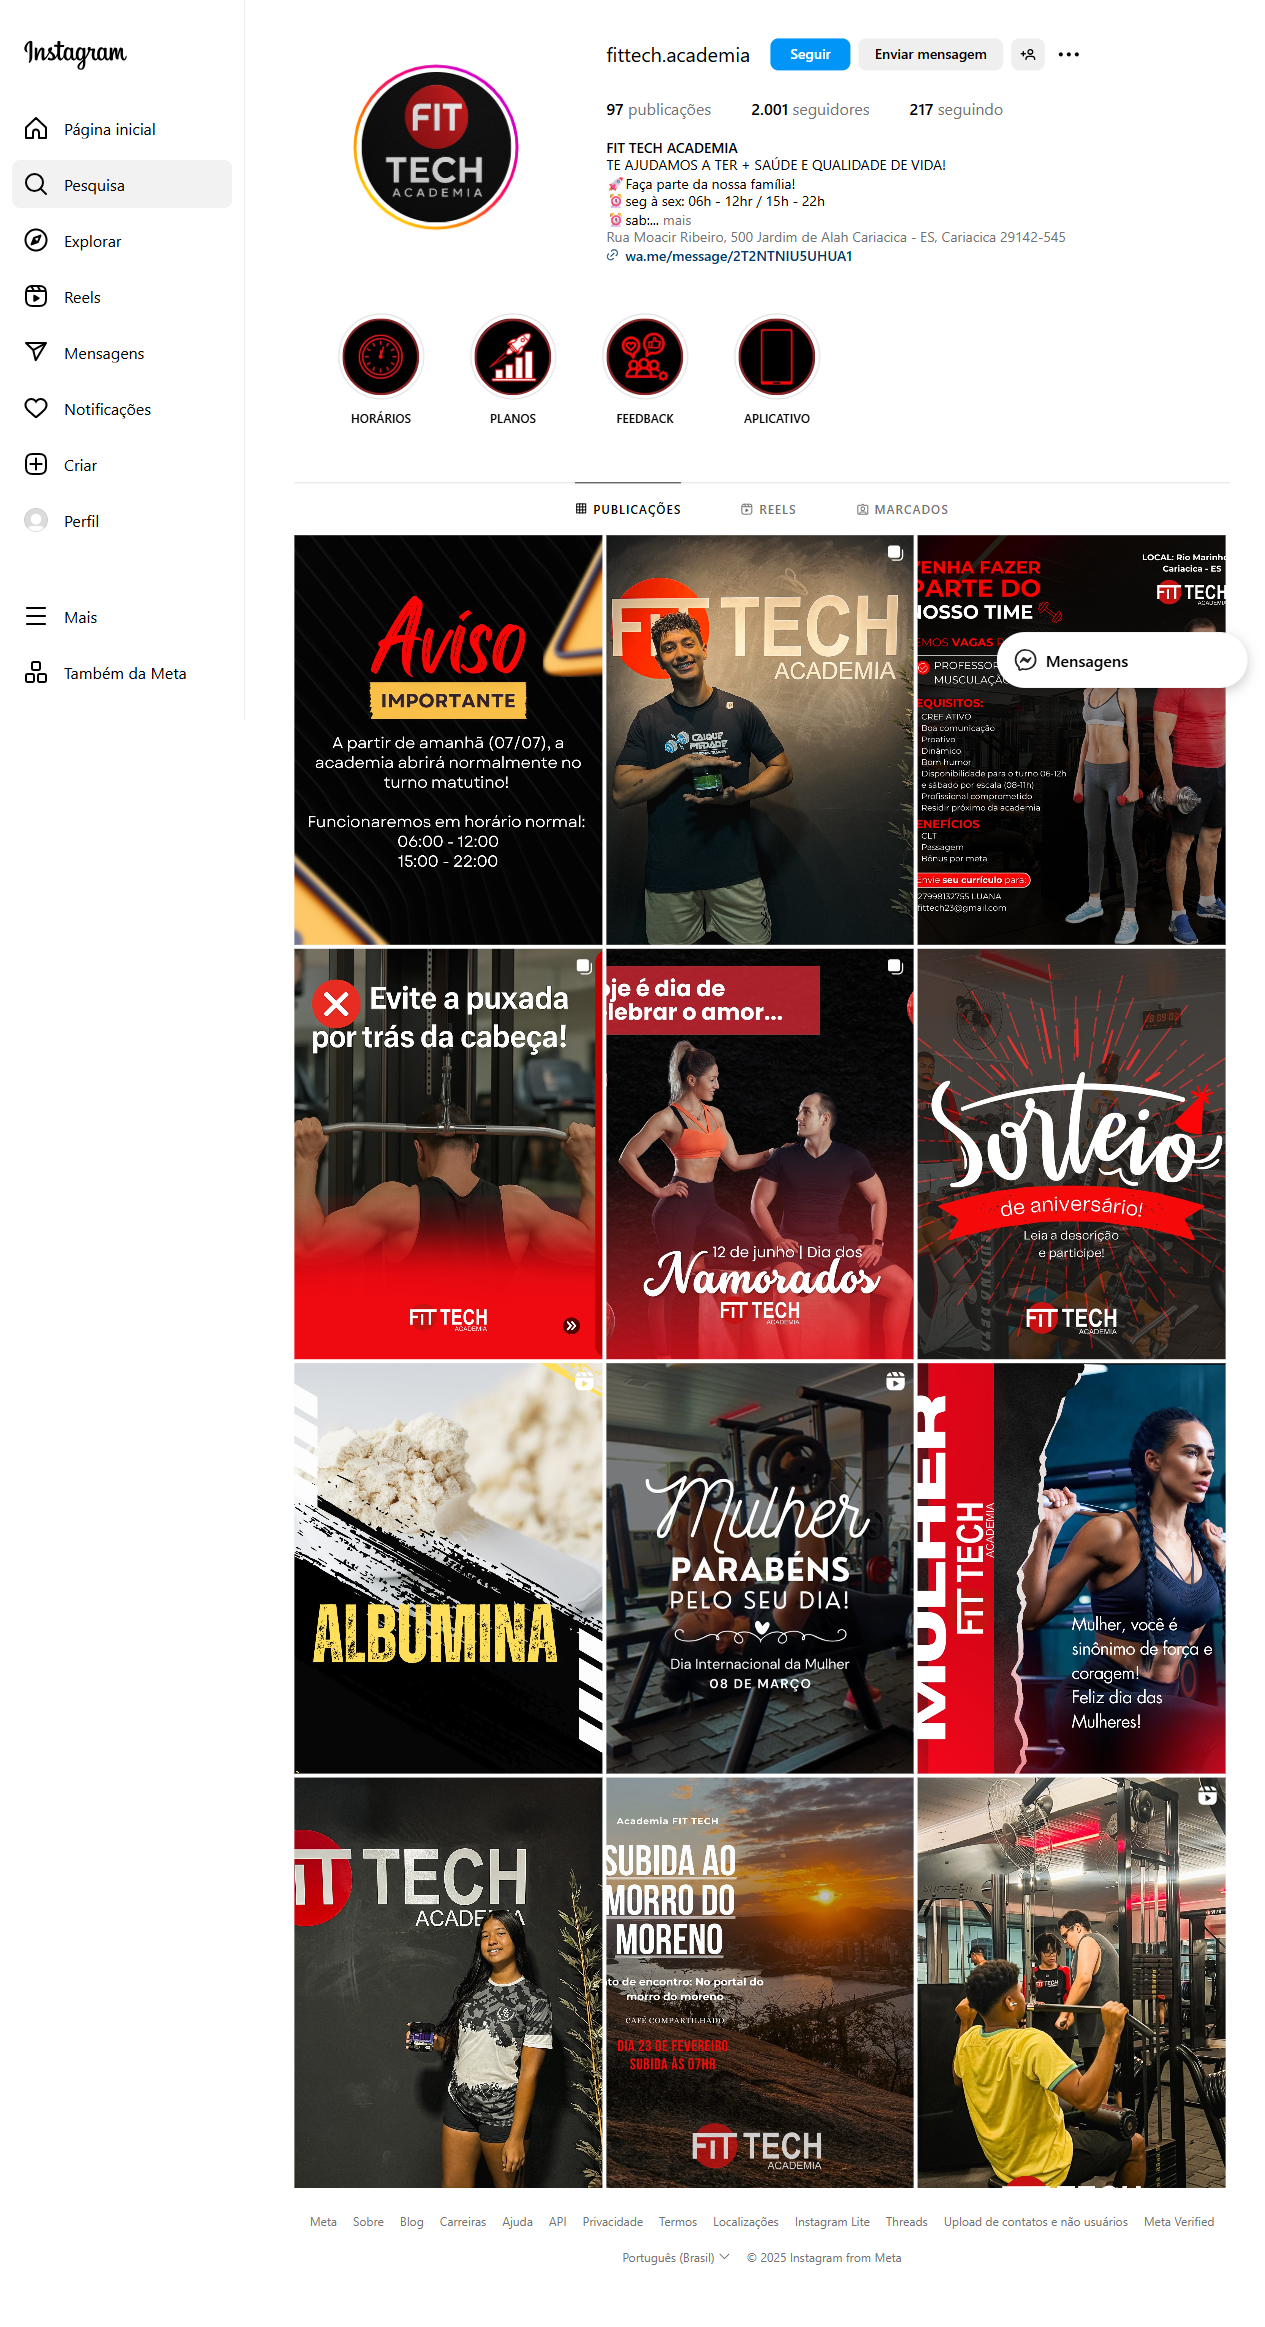 Instagram
Página inicial
Pesquisa
Explorar
Reels
Mensagens
Notificações
Criar
Perfil
Mais
Também da Meta
FIT
TECH
ACADEMIA
fittech.academia
Seguir
Enviar mensagem
97 publicações
2.001 seguidores
217 seguindo
FIT TECH ACADEMIA
TE AJUDAMOS A TER + SAÚDE E QUALIDADE DE VIDA!
🚀Faça parte da nossa família!
⏰seg à sex: 06h - 12hr / 15h - 22h
⏰sab:... mais
Rua Moacir Ribeiro, 500 Jardim de Alah Cariacica - ES, Cariacica 29142-545
wa.me/message/2T2NTNIU5UHUA1
HORÁRIOS
PLANOS
FEEDBACK
APLICATIVO
PUBLICAÇÕES
REELS
MARCADOS
Aviso
IMPORTANTE
A partir de amanhã (07/07), a
academia abrirá normalmente no
turno matutino!
Funcionaremos em horário normal:
06:00 - 12:00
15:00 - 22:00
FIT TECH
ACADEMIA
CAIQUE
PIEDADE
ENHA FAZER
PARTE DO
NOSSO TIME
LOCAL: Rio Marinho
Cariacica - ES
FIT TECH
ACADEMIA
EMOS VAGAS
PROFESSOR
MUSCULAÇÃ
Mensagens
EQUISITOS:
CREF ATIVO
Boa comunicação
Proativo
Dinâmico
Bom humor
Disponibilidade para o turno 06-12h
e sábado por escala (08-11h)
Profissional comprometido
Residir próximo da academia
ENEFÍCIOS
CLT
Passagem
Bônus por meta
Envie seu currículo para:
27998132755 LUANA
fittech23@gmail.com
Evite a puxada
por trás da cabeça!
FIT TECH
ACADEMIA
je é dia de
lebrar o amor...
12 de junho | Dia dos
Namorados
FIT TECH
ACADEMIA
Sorteio
de aniversário!
Leia a descrição
e participe!
FIT TECH
ACADEMIA
ALBUMINA
Mulher
PARABÉNS
PELO SEU DIA!
Dia Internacional da Mulher
08 DE MARÇO
MULHER
FIT TECH
ACADEMIA
Mulher, você é
sinônimo de força e
coragem!
Feliz dia das
Mulheres!
FIT TECH
ACADEMIA
Academia FIT TECH
SUBIDA AO
MORRO DO
MORENO
to de encontro: No portal do
morro do moreno
CAFÉ COMPARTILHADO
DIA 23 DE FEVEREIRO
SUBIDA ÀS 07HR
FIT TECH
ACADEMIA
FIT TECH
Meta
Sobre
Blog
Carreiras
Ajuda
API
Privacidade
Termos
Localizações
Instagram Lite
Threads
Upload de contatos e não usuários
Meta Verified
Português (Brasil)
© 2025 Instagram from Meta